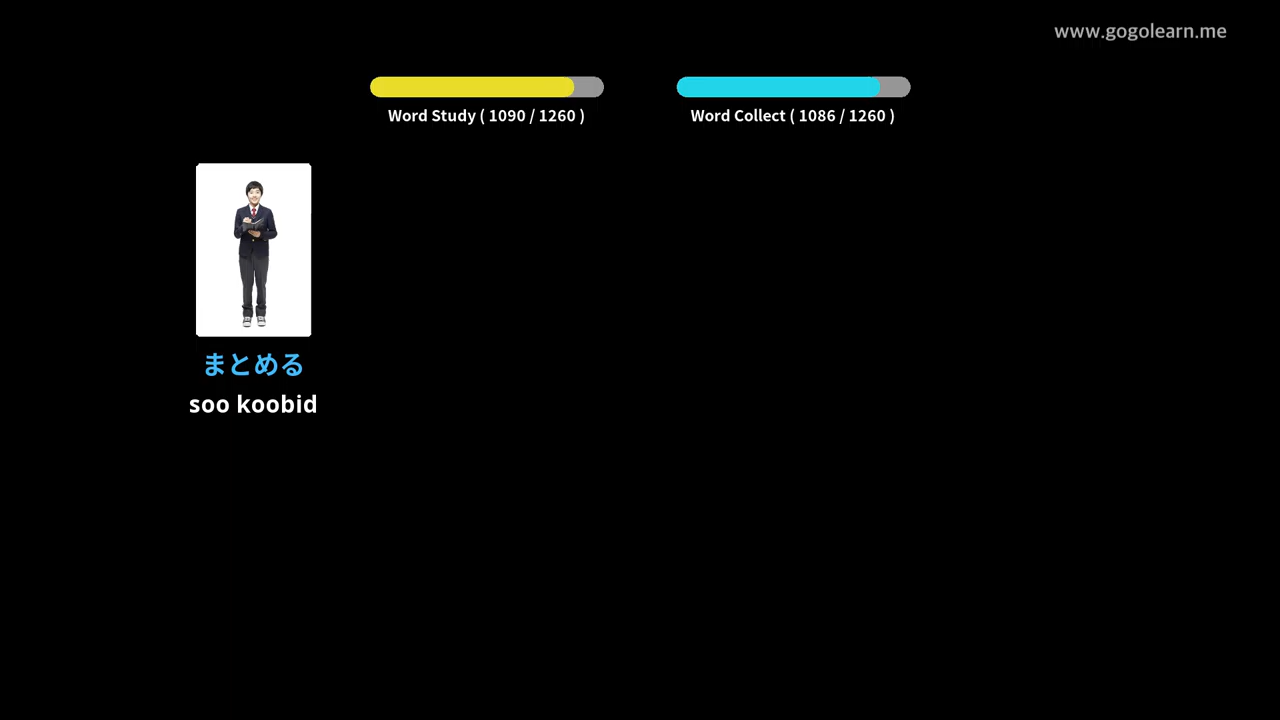 www.gogolearn.me
Word Study ( 1090 / 1260 )
Word Collect ( 1086 / 1260 )
まとめる
soo koobid